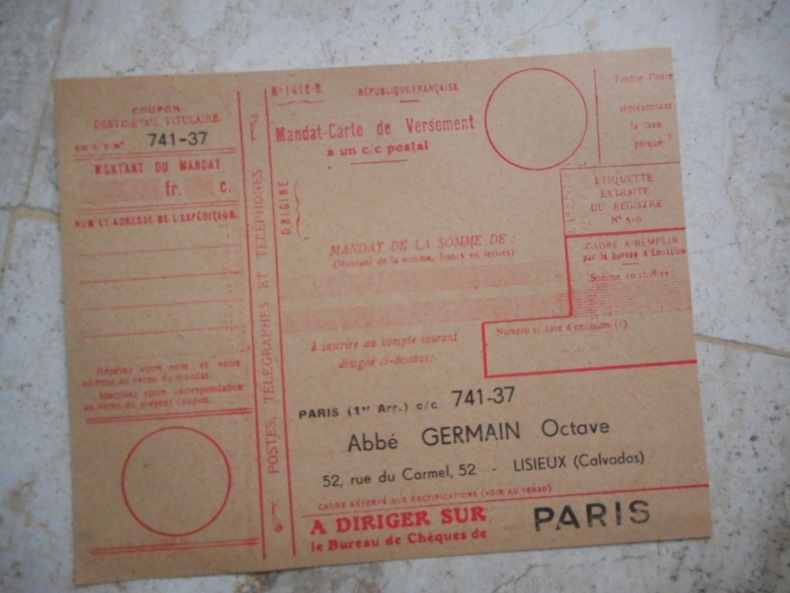 COUPON
DESTINÉ AU TITULAIRE
DU C/C N° 741-37
MONTANT DU MANDAT
fr. C.
NOM ET ADRESSE DE L'EXPÉDITEUR
Répétez votre nom et votre
adresse au verso du mandat.
Inscrivez votre correspondance
au verso du présent coupon.
POSTES, TÉLÉGRAPHES ET TÉLÉPHONES
N° 1418-B
RÉPUBLIQUE FRANÇAISE
Mandat-Carte de Versement
à un c/c postal
ORIGINE
Timbre-Poste
représentant
la taxe
perçue
ÉTIQUETTE
EXTRAITE
DU REGISTRE
N° 510
CADRE A REMPLIR
par le bureau d'émission
Somme en chiffres :
MANDAT DE LA SOMME DE :
(Montant de la somme, francs en lettres)
Numéro et date d'émission (1)
à inscrire au compte courant
désigné ci-dessous :
PARIS (1er Arr.) c/c 741-37
Abbé GERMAIN Octave
52, rue du Carmel, 52 - LISIEUX (Calvados)
CADRE RÉSERVÉ AUX RECTIFICATIONS (VOIR AU VERSO)
A DIRIGER SUR
le Bureau de Chèques de
PARIS